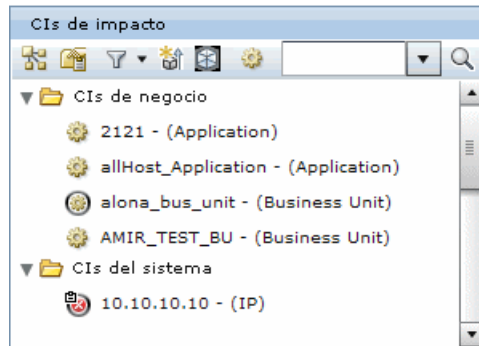 CIs de impacto
CIs de negocio
2121 - (Application)
allHost_Application - (Application)
alona_bus_unit - (Business Unit)
AMIR_TEST_BU - (Business Unit)
CIs del sistema
10.10.10.10 - (IP)